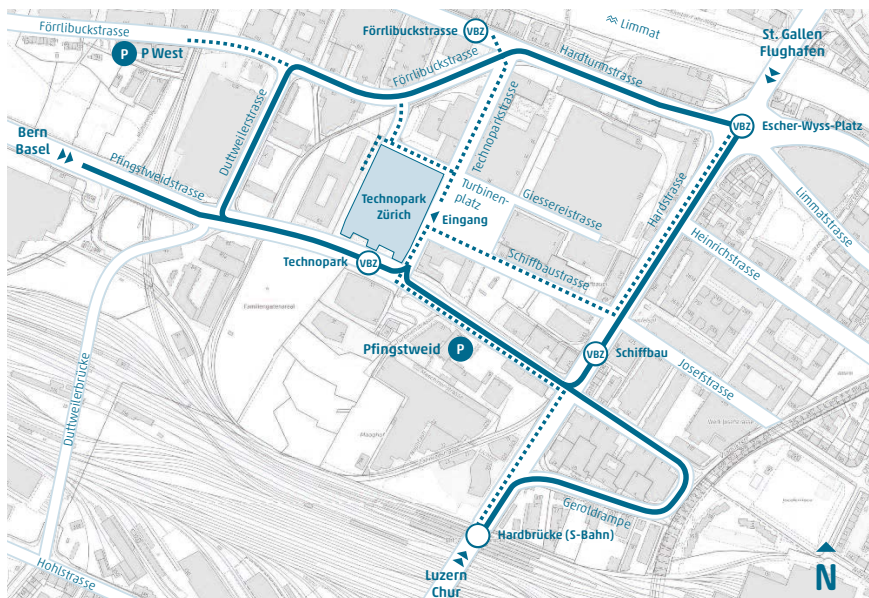 Förrlibuckstrasse
P
P West
Förrlibuckstrasse
VBZ
Limmat
St. Gallen
Flughafen
Förrlibuckstrasse
Hardturmstrasse
Bern
Basel
Pfingstweidstrasse
Duttweilerstrasse
Technoparkstrasse
VBZ
Escher-Wyss-Platz
Technopark
Zürich
Turbinen-
platz
Eingang
Giessereistrasse
Hardstrasse
Limmatstrasse
Heinrichstrasse
Technopark
VBZ
Schiffbaustrasse
Pfingstweid
P
VBZ
Schiffbau
Josefstrasse
Duttweilerbrücke
Geroldrampe
Hardbrücke (S-Bahn)
Hohlstrasse
Luzern
Chur
N